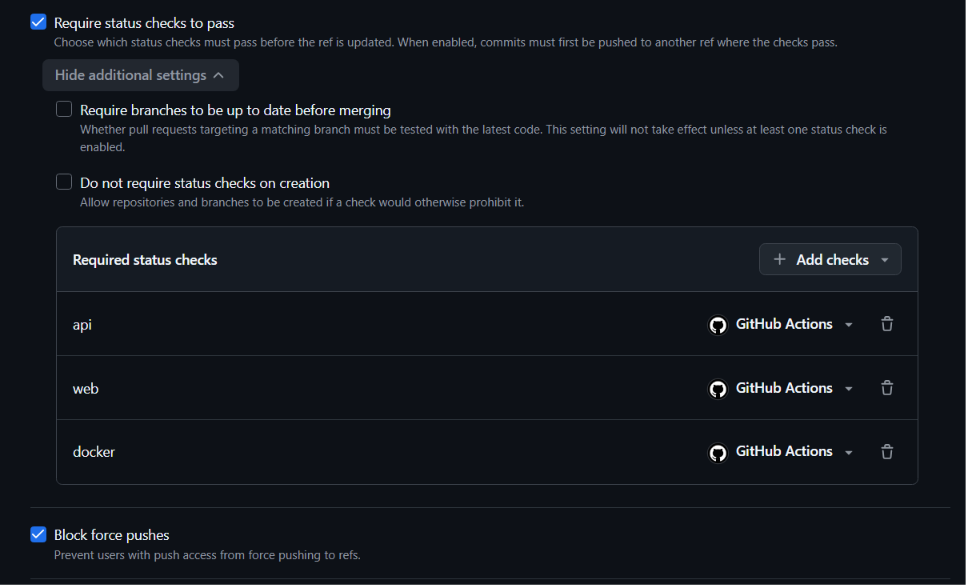 Require status checks to pass
Choose which status checks must pass before the ref is updated. When enabled, commits must first be pushed to another ref where the checks pass.
Hide additional settings
Require branches to be up to date before merging
Whether pull requests targeting a matching branch must be tested with the latest code. This setting will not take effect unless at least one status check is
enabled.
Do not require status checks on creation
Allow repositories and branches to be created if a check would otherwise prohibit it.
Required status checks
Add checks
api
GitHub Actions
web
GitHub Actions
docker
GitHub Actions
Block force pushes
Prevent users with push access from force pushing to refs.